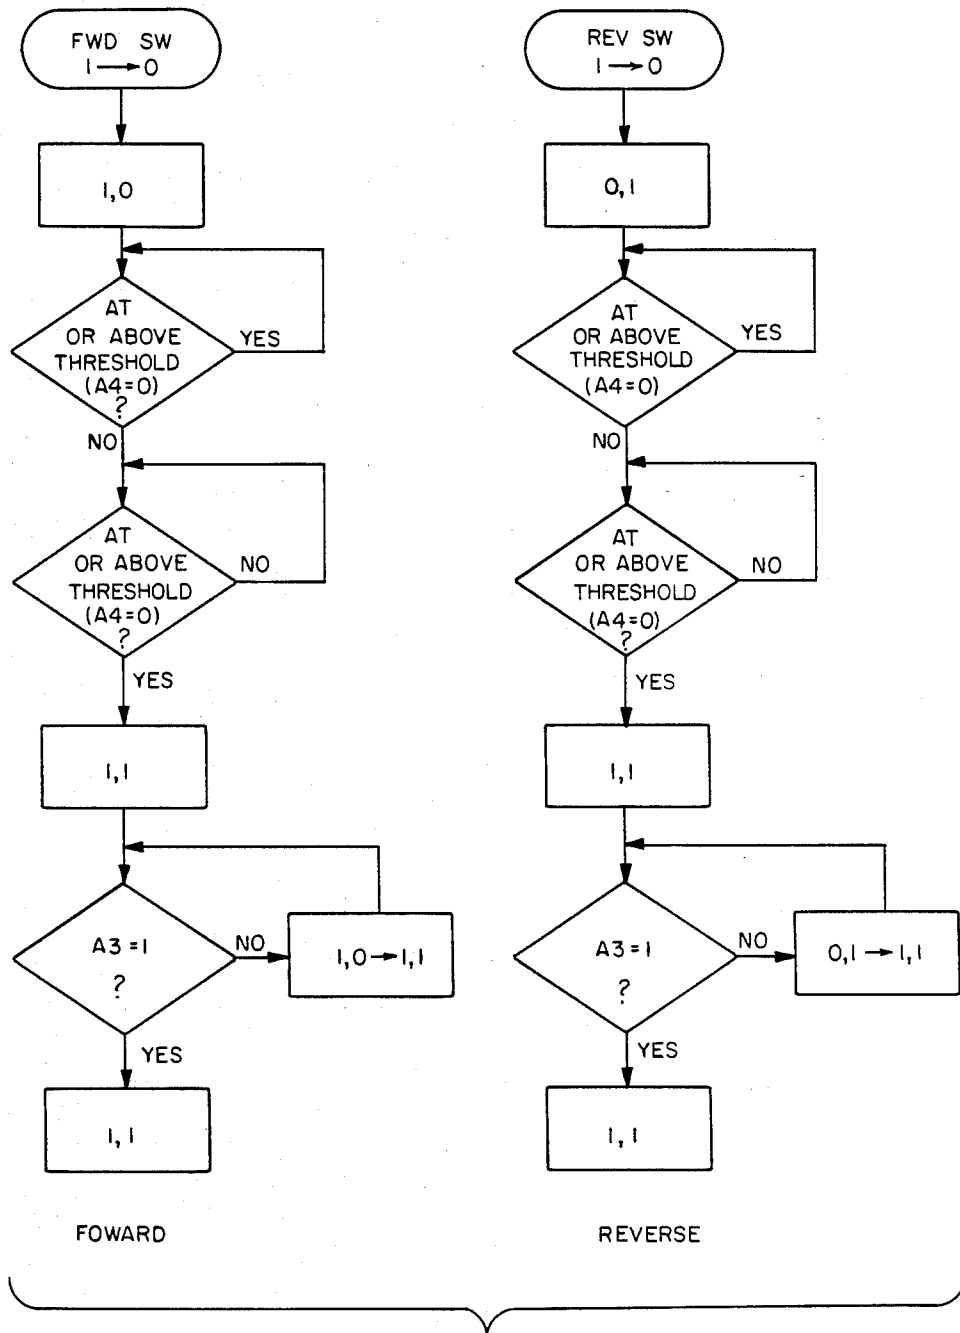 FWD SW
1→0
1,0
AT
OR ABOVE
THRESHOLD
(A4=0)
?
YES
NO
AT
OR ABOVE
THRESHOLD
(A4=0)
?
NO
YES
1,1
A3=1
?
NO
1,0→1,1
YES
1,1
FOWARD
REV SW
1→0
0,1
AT
OR ABOVE
THRESHOLD
(A4=0)
YES
NO
AT
OR ABOVE
THRESHOLD
(A4=0)
?
NO
YES
1,1
A3=1
?
NO
0,1→1,1
YES
1,1
REVERSE